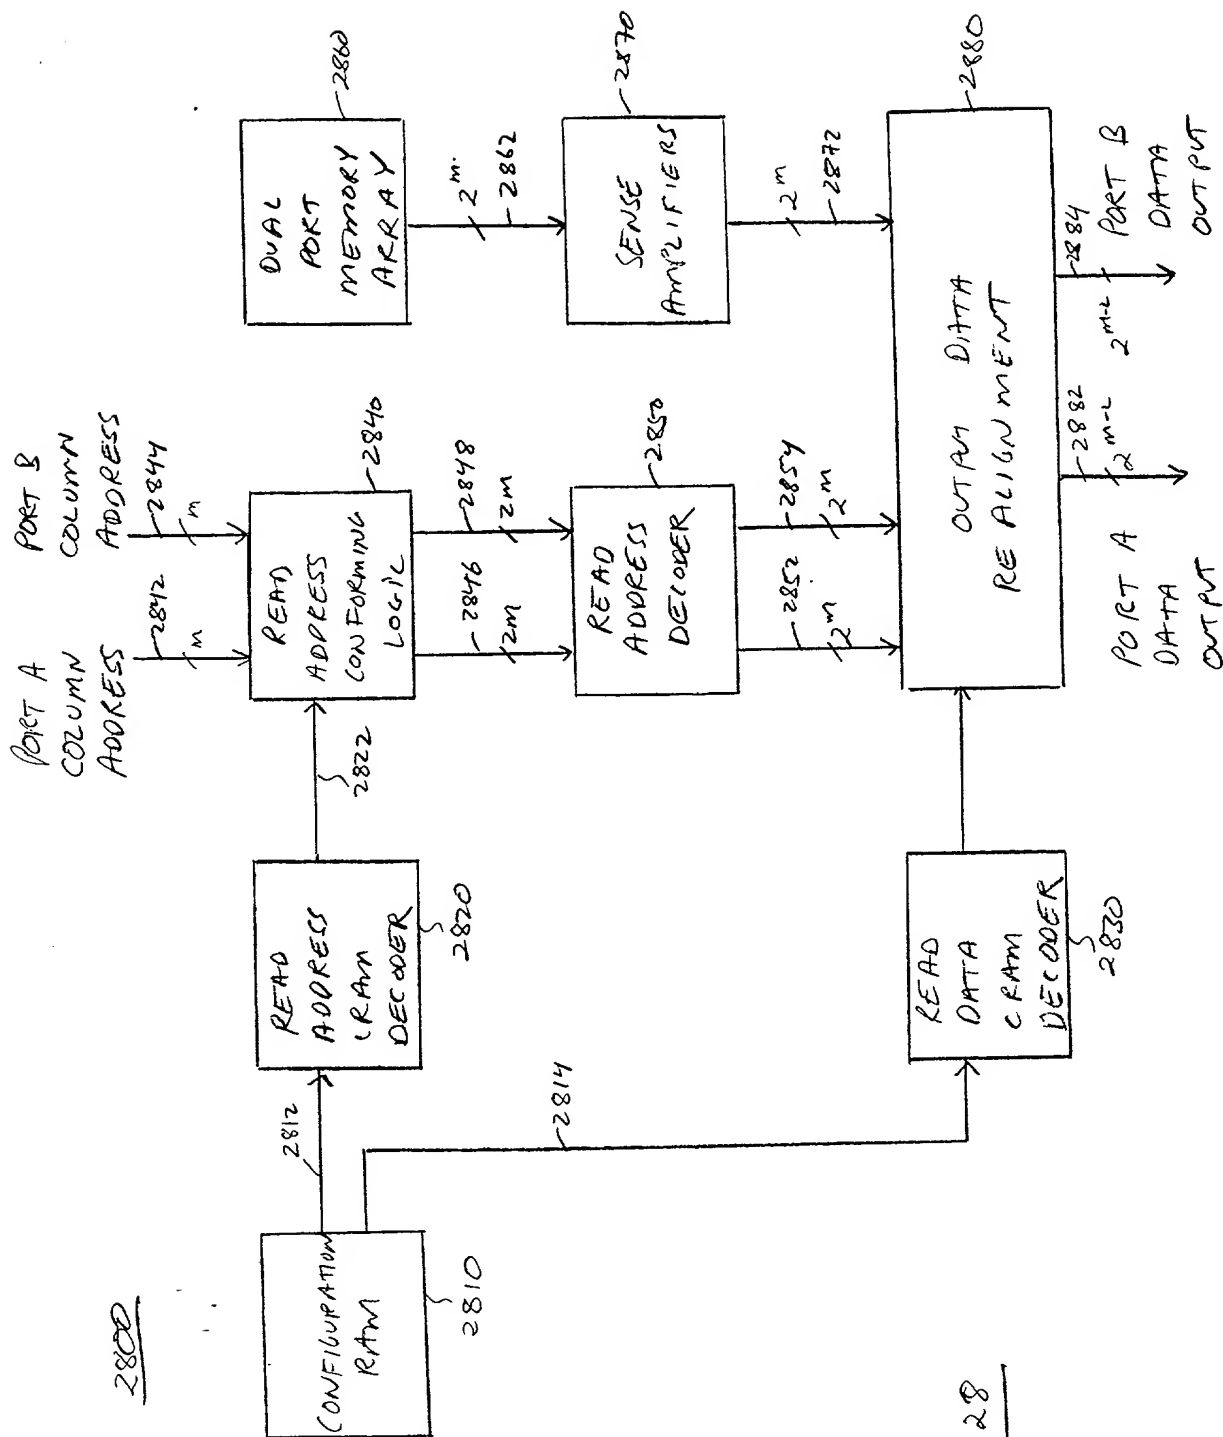 2800
PORT A
COLUMN
ADDRESS
PORT B
COLUMN
ADDRESS
2842
m
2844
m
CONFIGURATION
RAM
2810
2812
2814
READ
ADDRESS
CRAM
DECODER
2820
2822
READ
ADDRESS
CONFORMING
LOGIC
2840
DUAL
PORT
MEMORY
ARRAY
2860
2846
2m
2848
2m
2^m
2862
READ
ADDRESS
DECODER
2850
SENSE
AMPLIFIERS
2870
2852
2^m
2854
2^m
2^m
2872
READ
DATA
CRAM
DECODER
2830
OUTPUT DATA
REALIGNMENT
2880
2882
2^m-2
2884
2^m-2
PORT A
DATA
OUTPUT
PORT B
DATA
OUTPUT
28